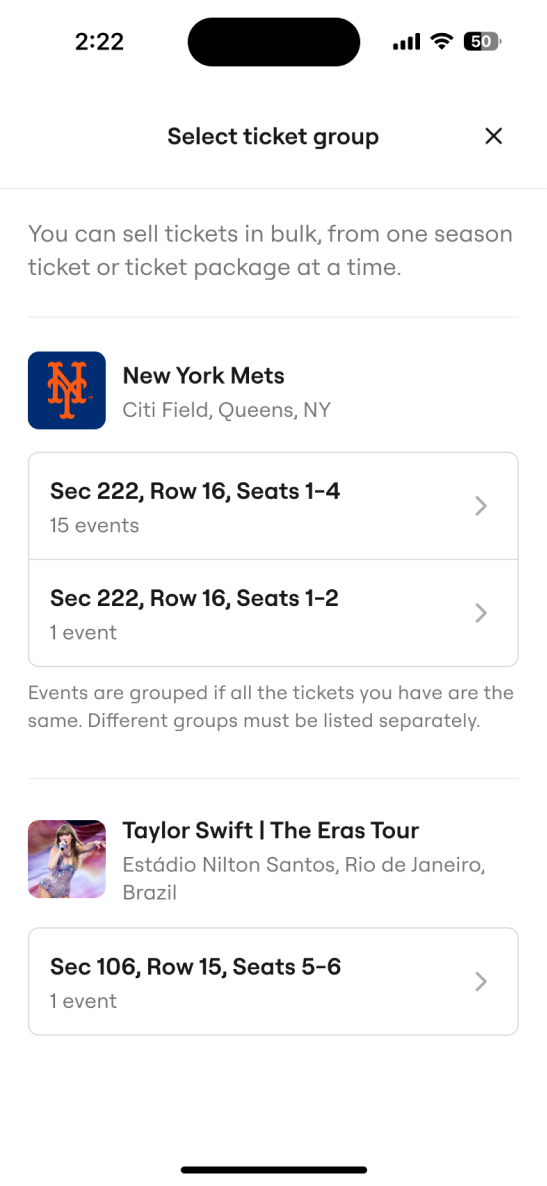 2:22
50
Select ticket group
You can sell tickets in bulk, from one season
ticket or ticket package at a time.
NY
New York Mets
Citi Field, Queens, NY
Sec 222, Row 16, Seats 1–4
15 events
Sec 222, Row 16, Seats 1–2
1 event
Events are grouped if all the tickets you have are the
same. Different groups must be listed separately.
Taylor Swift | The Eras Tour
Estádio Nilton Santos, Rio de Janeiro,
Brazil
Sec 106, Row 15, Seats 5–6
1 event